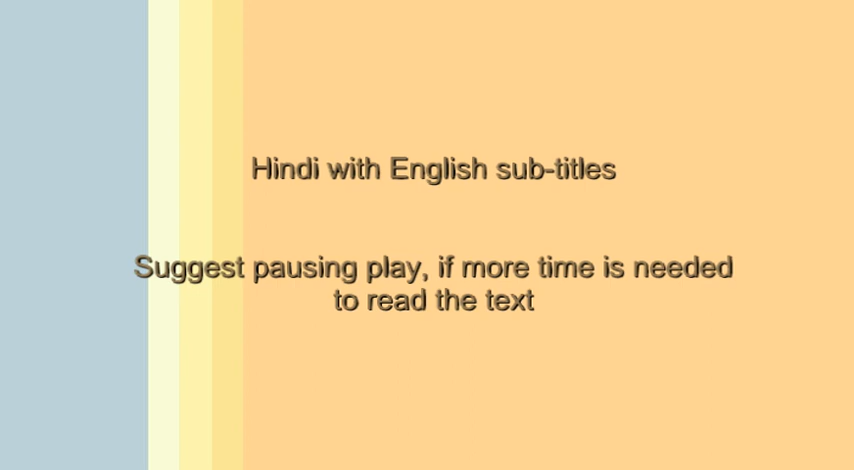 Hindi with English sub-titles
Suggest pausing play, if more time is needed
to read the text